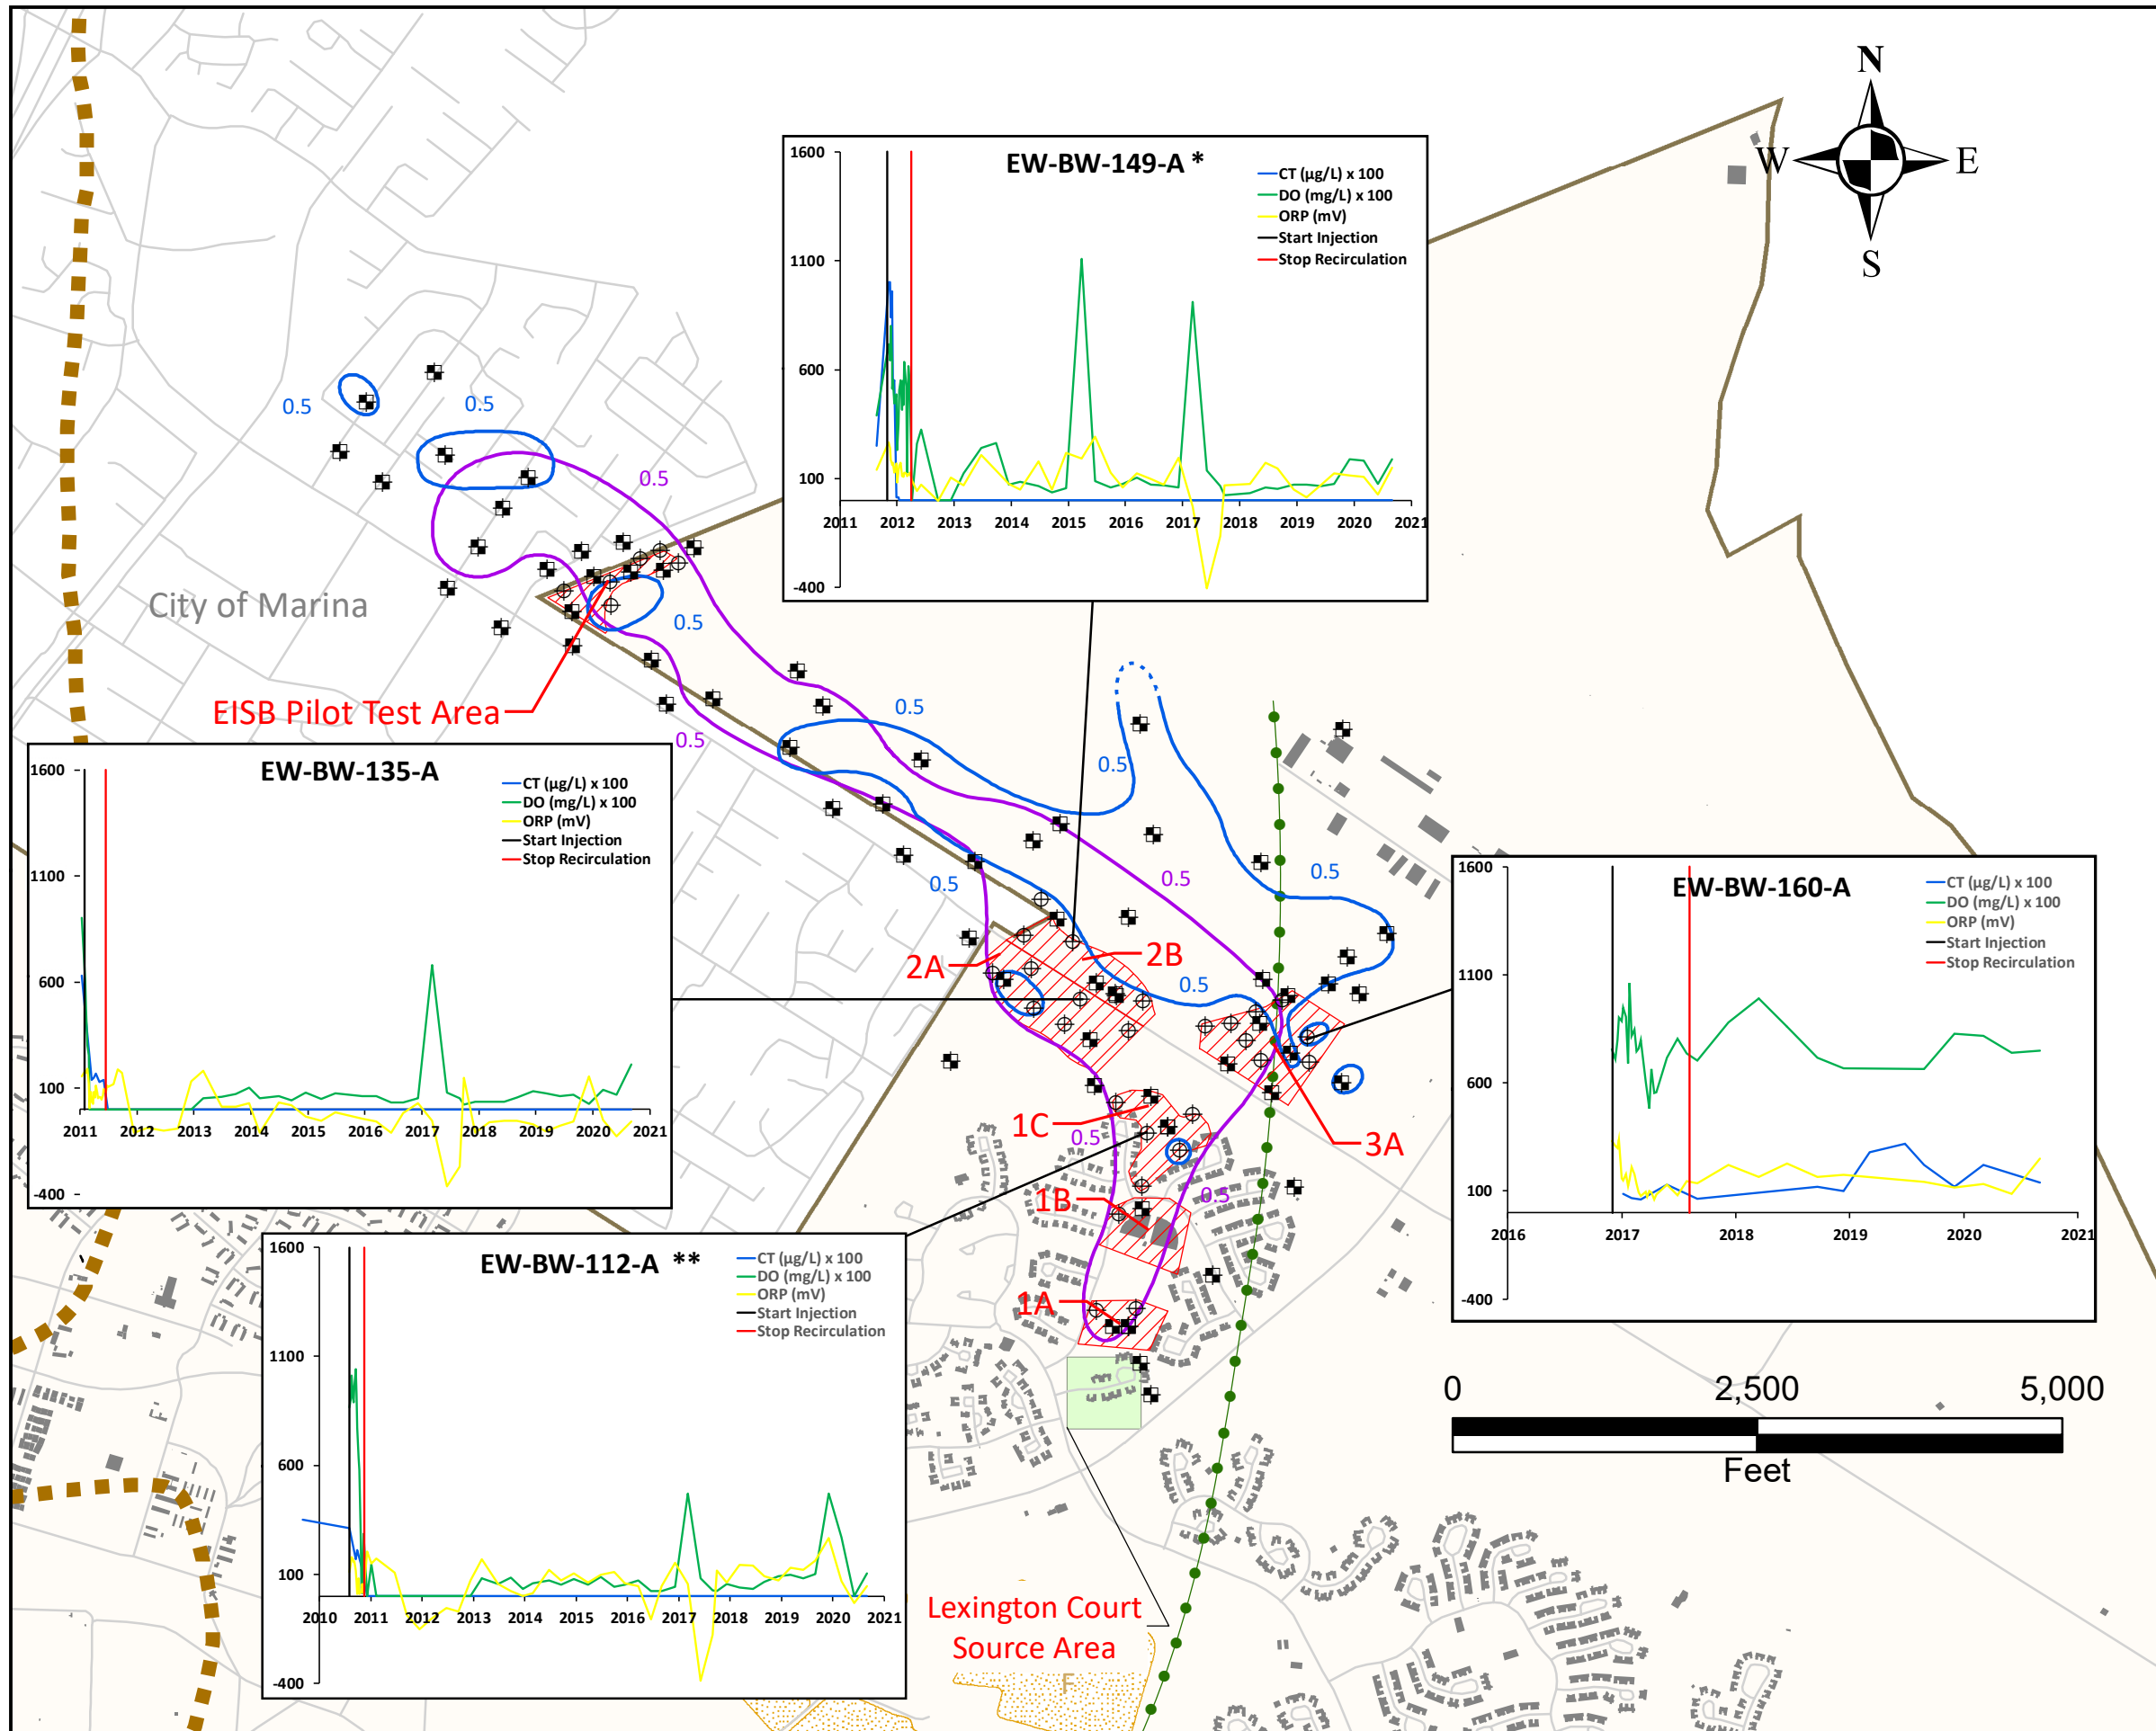 N
W
E
S
EW-BW-149-A *
CT (µg/L) x 100
DO (mg/L) x 100
ORP (mV)
Start Injection
Stop Recirculation
1600
1100
600
100
-400
2011 2012 2013 2014 2015 2016 2017 2018 2019 2020 2021
0.5
0.5
0.5
City of Marina
0.5
EISB Pilot Test Area
0.5
0.5
0.5
EW-BW-135-A
CT (µg/L) x 100
DO (mg/L) x 100
ORP (mV)
Start Injection
Stop Recirculation
1600
1100
600
100
-400
2011 2012 2013 2014 2015 2016 2017 2018 2019 2020 2021
0.5
0.5
0.5
2A
2B
0.5
EW-BW-160-A
CT (µg/L) x 100
DO (mg/L) x 100
ORP (mV)
Start Injection
Stop Recirculation
1600
1100
600
100
-400
2016 2017 2018 2019 2020 2021
1C
0.5
3A
1B
0.5
1A
EW-BW-112-A **
CT (µg/L) x 100
DO (mg/L) x 100
ORP (mV)
Start Injection
Stop Recirculation
1600
1100
600
100
-400
2010 2011 2012 2013 2014 2015 2016 2017 2018 2019 2020 2021
0 2,500 5,000
Feet
Lexington Court
Source Area
F